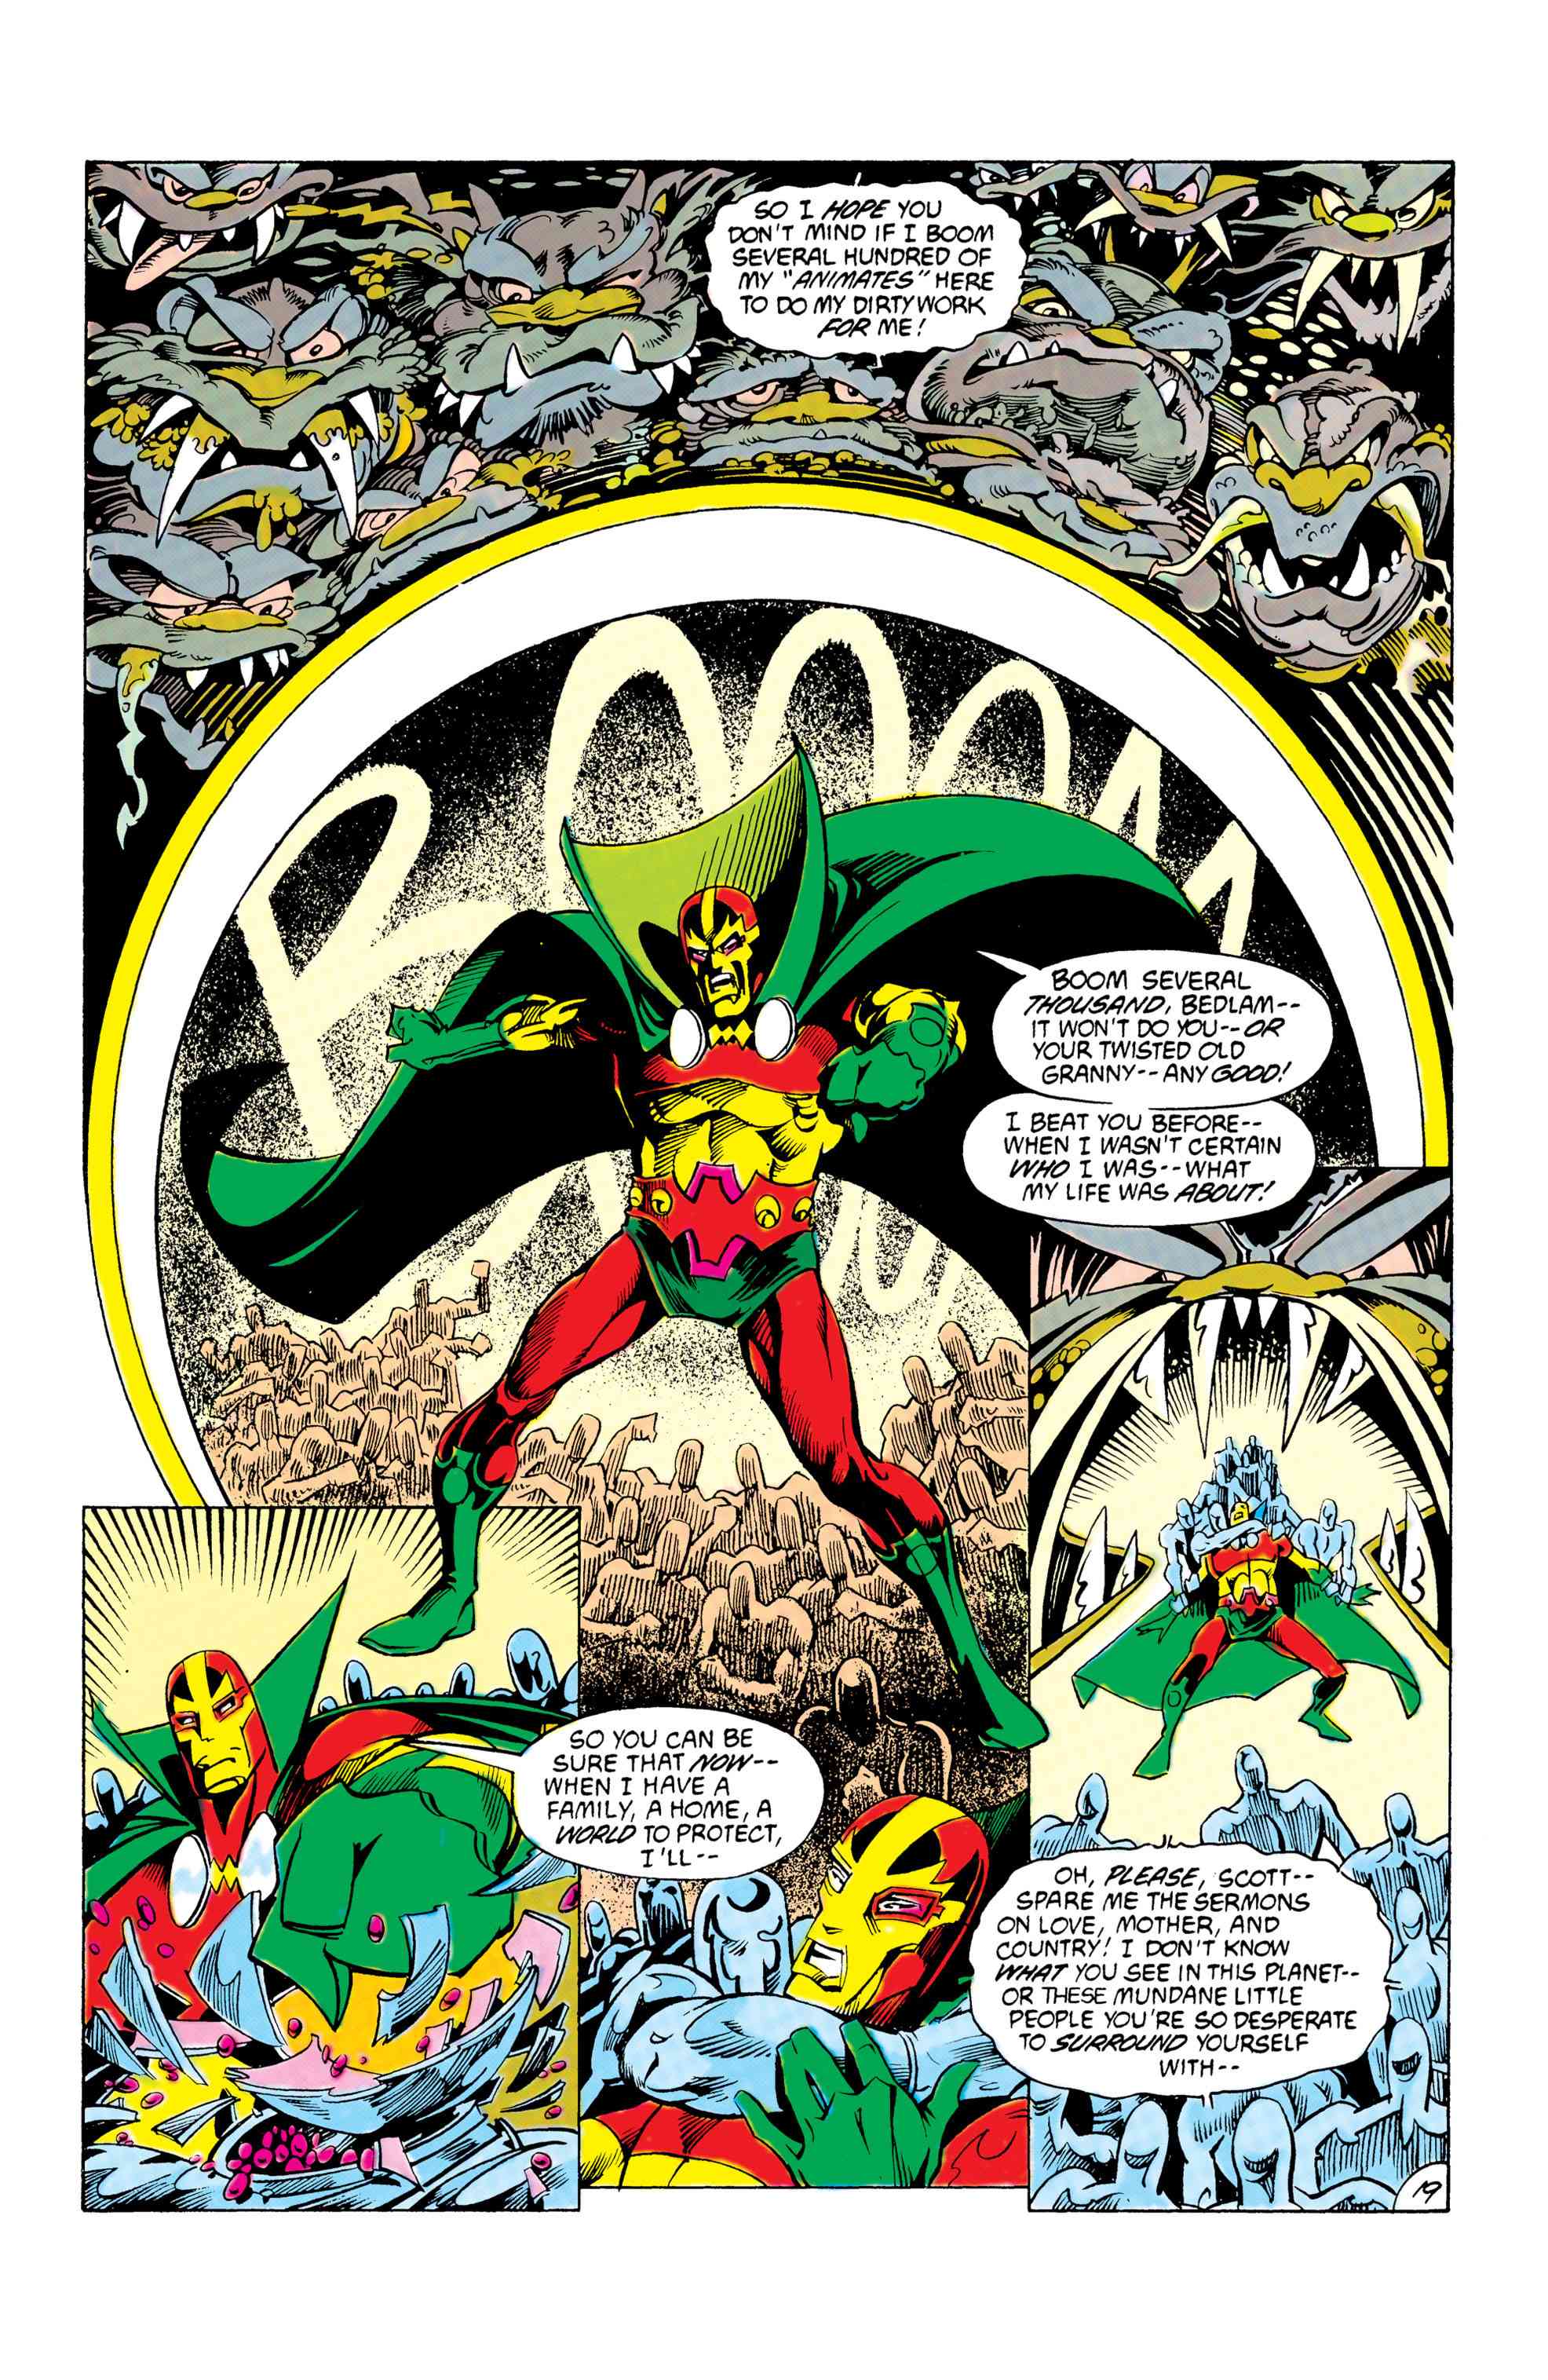 SO I HOPE YOU
DON'T MIND IF I BOOM
SEVERAL HUNDRED OF
MY "ANIMATES" HERE
TO DO MY DIRTYWORK
FOR ME!
BOOOM
BOOM SEVERAL
THOUSAND, BEDLAM--
IT WON'T DO YOU--OR
YOUR TWISTED OLD
GRANNY--ANY GOOD!
I BEAT YOU BEFORE--
WHEN I WASN'T CERTAIN
WHO I WAS--WHAT
MY LIFE WAS ABOUT!
SO YOU CAN BE
SURE THAT NOW--
WHEN I HAVE A
FAMILY, A HOME, A
WORLD TO PROTECT,
I'LL--
OH, PLEASE, SCOTT--
SPARE ME THE SERMONS
ON LOVE, MOTHER, AND
COUNTRY! I DON'T KNOW
WHAT YOU SEE IN THIS PLANET--
OR THESE MUNDANE LITTLE
PEOPLE YOU'RE SO DESPERATE
TO SURROUND YOURSELF
WITH--
19